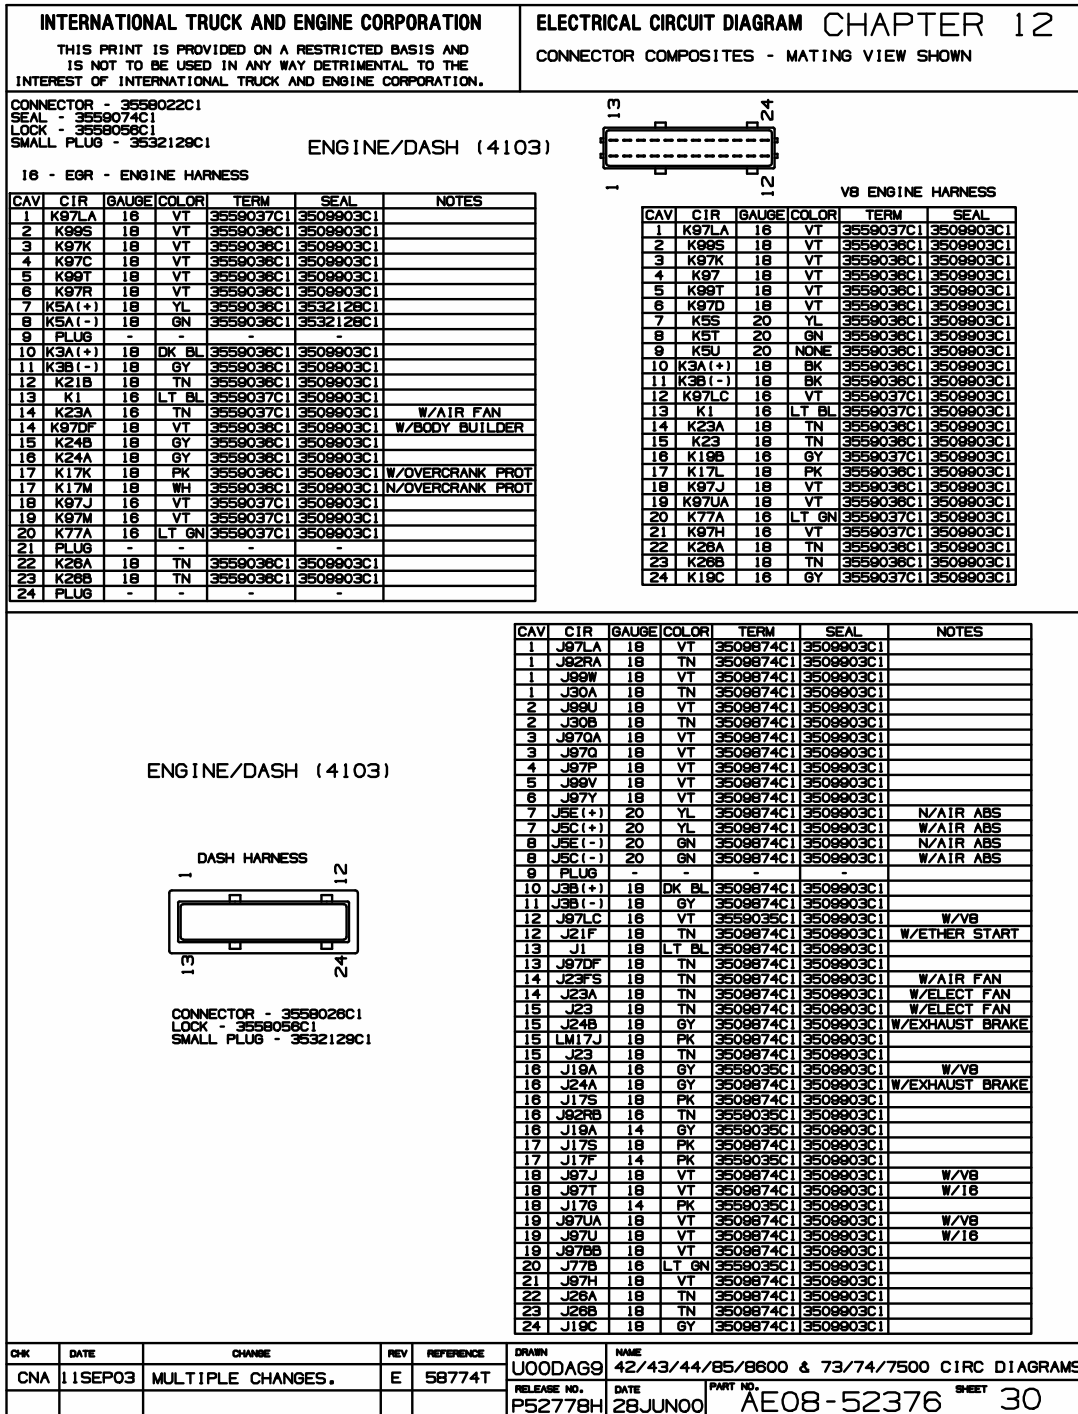 INTERNATIONAL TRUCK AND ENGINE CORPORATION
THIS PRINT IS PROVIDED ON A RESTRICTED BASIS AND
IS NOT TO BE USED IN ANY WAY DETRIMENTAL TO THE
INTEREST OF INTERNATIONAL TRUCK AND ENGINE CORPORATION.
ELECTRICAL CIRCUIT DIAGRAM CHAPTER 12
CONNECTOR COMPOSITES - MATING VIEW SHOWN
CONNECTOR - 3558022C1
SEAL - 3559074C1
LOCK - 3558056C1
SMALL PLUG - 3532129C1
ENGINE/DASH (4103)
13 24
1 12
I6 - EGR - ENGINE HARNESS
CAV CIR GAUGE COLOR TERM SEAL NOTES
1 K97LA 16 VT 3559037C1 3509903C1
2 K99S 18 VT 3559036C1 3509903C1
3 K97K 18 VT 3559036C1 3509903C1
4 K97C 18 VT 3559036C1 3509903C1
5 K99T 18 VT 3559036C1 3509903C1
6 K97R 18 VT 3559036C1 3509903C1
7 K5A(+) 18 YL 3559036C1 3532128C1
8 K5A(-) 18 GN 3559036C1 3532128C1
9 PLUG - - - -
10 K3A(+) 18 DK BL 3559036C1 3509903C1
11 K3B(-) 18 GY 3559036C1 3509903C1
12 K21B 18 TN 3559036C1 3509903C1
13 K1 16 LT BL 3559037C1 3509903C1
14 K23A 16 TN 3559037C1 3509903C1 W/AIR FAN
14 K97DF 18 VT 3559036C1 3509903C1 W/BODY BUILDER
15 K24B 18 GY 3559036C1 3509903C1
16 K24A 18 GY 3559036C1 3509903C1
17 K17K 18 PK 3559036C1 3509903C1 W/OVERCRANK PROT
17 K17M 18 WH 3559036C1 3509903C1 N/OVERCRANK PROT
18 K97J 16 VT 3559037C1 3509903C1
19 K97M 16 VT 3559037C1 3509903C1
20 K77A 16 LT GN 3559037C1 3509903C1
21 PLUG - - - -
22 K26A 18 TN 3559036C1 3509903C1
23 K26B 18 TN 3559036C1 3509903C1
24 PLUG - - - -
V8 ENGINE HARNESS
CAV CIR GAUGE COLOR TERM SEAL
1 K97LA 16 VT 3559037C1 3509903C1
2 K99S 18 VT 3559036C1 3509903C1
3 K97K 18 VT 3559036C1 3509903C1
4 K97 18 VT 3559036C1 3509903C1
5 K99T 18 VT 3559036C1 3509903C1
6 K97D 18 VT 3559036C1 3509903C1
7 K5S 20 YL 3559036C1 3509903C1
8 K5T 20 GN 3559036C1 3509903C1
9 K5U 20 NONE 3559036C1 3509903C1
10 K3A(+) 18 BK 3559036C1 3509903C1
11 K3B(-) 18 BK 3559036C1 3509903C1
12 K97LC 16 VT 3559037C1 3509903C1
13 K1 16 LT BL 3559037C1 3509903C1
14 K23A 18 TN 3559036C1 3509903C1
15 K23 18 TN 3559036C1 3509903C1
16 K19B 16 GY 3559037C1 3509903C1
17 K17L 18 PK 3559036C1 3509903C1
18 K97J 18 VT 3559036C1 3509903C1
19 K97UA 18 VT 3559036C1 3509903C1
20 K77A 16 LT GN 3559037C1 3509903C1
21 K97H 16 VT 3559037C1 3509903C1
22 K26A 18 TN 3559036C1 3509903C1
23 K26B 18 TN 3559036C1 3509903C1
24 K19C 16 GY 3559037C1 3509903C1
ENGINE/DASH (4103)
DASH HARNESS
1 12
13 24
CONNECTOR - 3558026C1
LOCK - 3558056C1
SMALL PLUG - 3532129C1
CAV CIR GAUGE COLOR TERM SEAL NOTES
1 J97LA 18 VT 3509874C1 3509903C1
1 J92RA 18 TN 3509874C1 3509903C1
1 J99W 18 VT 3509874C1 3509903C1
1 J30A 18 TN 3509874C1 3509903C1
2 J99U 18 VT 3509874C1 3509903C1
2 J30B 18 TN 3509874C1 3509903C1
3 J97QA 18 VT 3509874C1 3509903C1
3 J97Q 18 VT 3509874C1 3509903C1
4 J97P 18 VT 3509874C1 3509903C1
5 J99V 18 VT 3509874C1 3509903C1
6 J97Y 18 VT 3509874C1 3509903C1
7 J5E(+) 20 YL 3509874C1 3509903C1 N/AIR ABS
7 J5C(+) 20 YL 3509874C1 3509903C1 W/AIR ABS
8 J5E(-) 20 GN 3509874C1 3509903C1 N/AIR ABS
8 J5C(-) 20 GN 3509874C1 3509903C1 W/AIR ABS
9 PLUG - - - -
10 J3B(+) 18 DK BL 3509874C1 3509903C1
11 J3B(-) 18 GY 3509874C1 3509903C1
12 J97LC 16 VT 3559035C1 3509903C1 W/V8
12 J21F 18 TN 3509874C1 3509903C1 W/ETHER START
13 J1 18 LT BL 3509874C1 3509903C1
13 J97DF 18 TN 3509874C1 3509903C1
14 J23FS 18 TN 3509874C1 3509903C1 W/AIR FAN
14 J23A 18 TN 3509874C1 3509903C1 W/ELECT FAN
15 J23 18 TN 3509874C1 3509903C1 W/ELECT FAN
15 J24B 18 GY 3509874C1 3509903C1 W/EXHAUST BRAKE
15 LM17J 18 PK 3509874C1 3509903C1
15 J23 18 TN 3509874C1 3509903C1
16 J19A 16 GY 3559035C1 3509903C1 W/V8
16 J24A 18 GY 3509874C1 3509903C1 W/EXHAUST BRAKE
16 J17S 18 PK 3509874C1 3509903C1
16 J92RB 16 TN 3559035C1 3509903C1
16 J19A 14 GY 3559035C1 3509903C1
17 J17S 18 PK 3509874C1 3509903C1
17 J17F 14 PK 3559035C1 3509903C1
18 J97J 18 VT 3509874C1 3509903C1 W/V8
18 J97T 18 VT 3509874C1 3509903C1 W/I6
18 J17G 14 PK 3559035C1 3509903C1
19 J97UA 18 VT 3509874C1 3509903C1 W/V8
19 J97U 18 VT 3509874C1 3509903C1 W/I6
19 J97BB 18 VT 3509874C1 3509903C1
20 J77B 16 LT GN 3559035C1 3509903C1
21 J97H 18 VT 3509874C1 3509903C1
22 J26A 18 TN 3509874C1 3509903C1
23 J26B 18 TN 3509874C1 3509903C1
24 J19C 18 GY 3509874C1 3509903C1
CHK DATE CHANGE REV REFERENCE
CNA 11SEP03 MULTIPLE CHANGES. E 58774T
DRAWN U00DAG9
NAME 42/43/44/85/8600 & 73/74/7500 CIRC DIAGRAMS
RELEASE NO. P52778H
DATE 28JUN00
PART NO. AE08-52376
SHEET 30